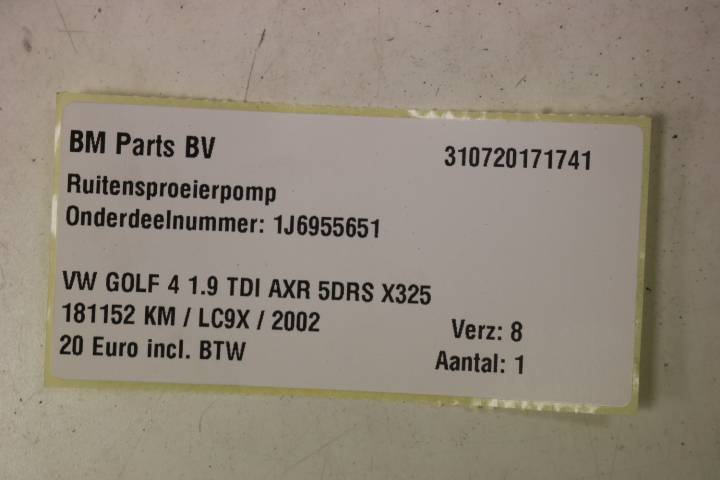 BM Parts BV 310720171741
Ruitensproeierpomp
Onderdeelnummer: 1J6955651
VW GOLF 4 1.9 TDI AXR 5DRS X325
181152 KM / LC9X / 2002 Verz: 8
20 Euro incl. BTW Aantal: 1